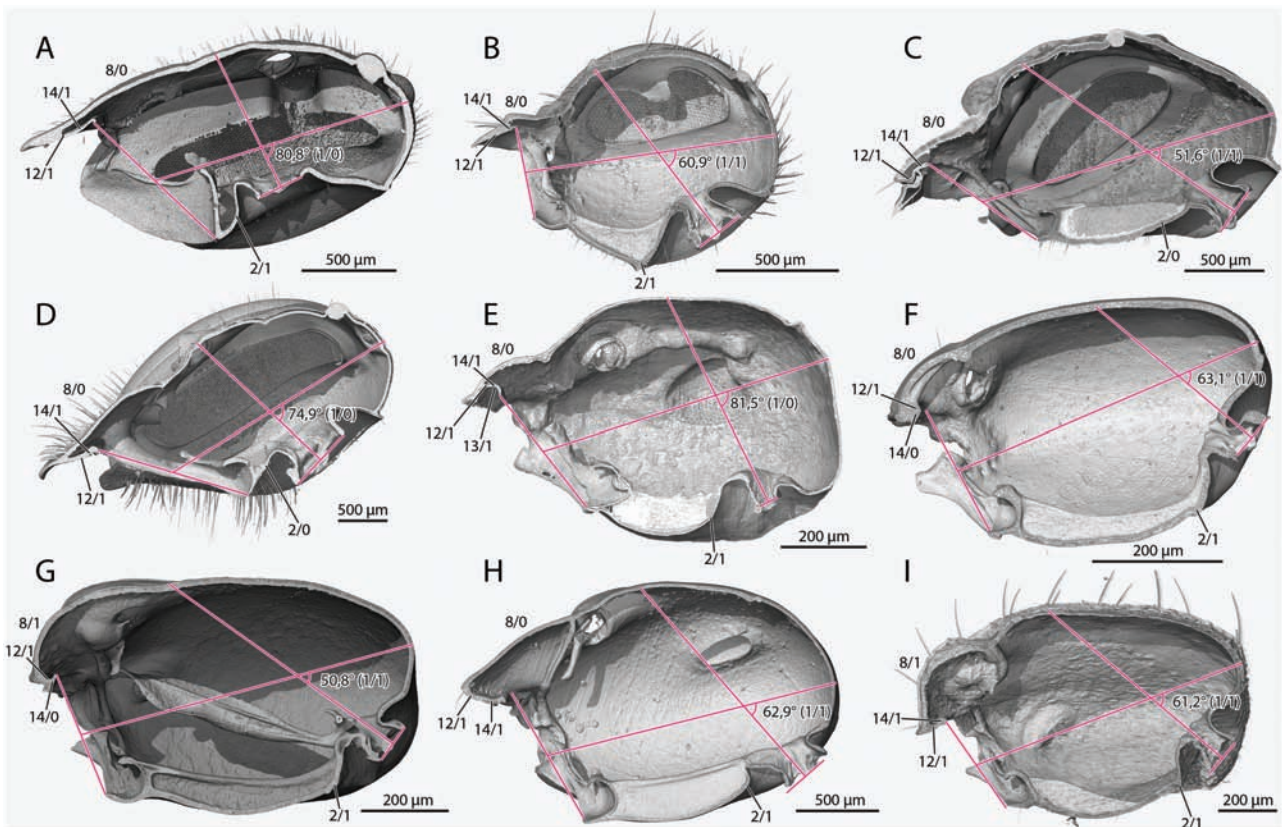 A
8/0
14/1
12/1
80,8° (1/0)
2/1
500 µm
B
14/1
8/0
12/1
60,9° (1/1)
2/1
500 µm
C
8/0
14/1
12/1
51,6° (1/1)
2/0
500 µm
D
8/0
14/1
12/1
74,9° (1/0)
2/0
500 µm
E
8/0
14/1
12/1
13/1
81,5° (1/0)
2/1
200 µm
F
8/0
12/1
14/0
63,1° (1/1)
2/1
200 µm
G
8/1
12/1
14/0
50,8° (1/1)
2/1
200 µm
H
8/0
12/1
14/1
62,9° (1/1)
2/1
500 µm
I
8/1
14/1
12/1
61,2° (1/1)
2/1
200 µm